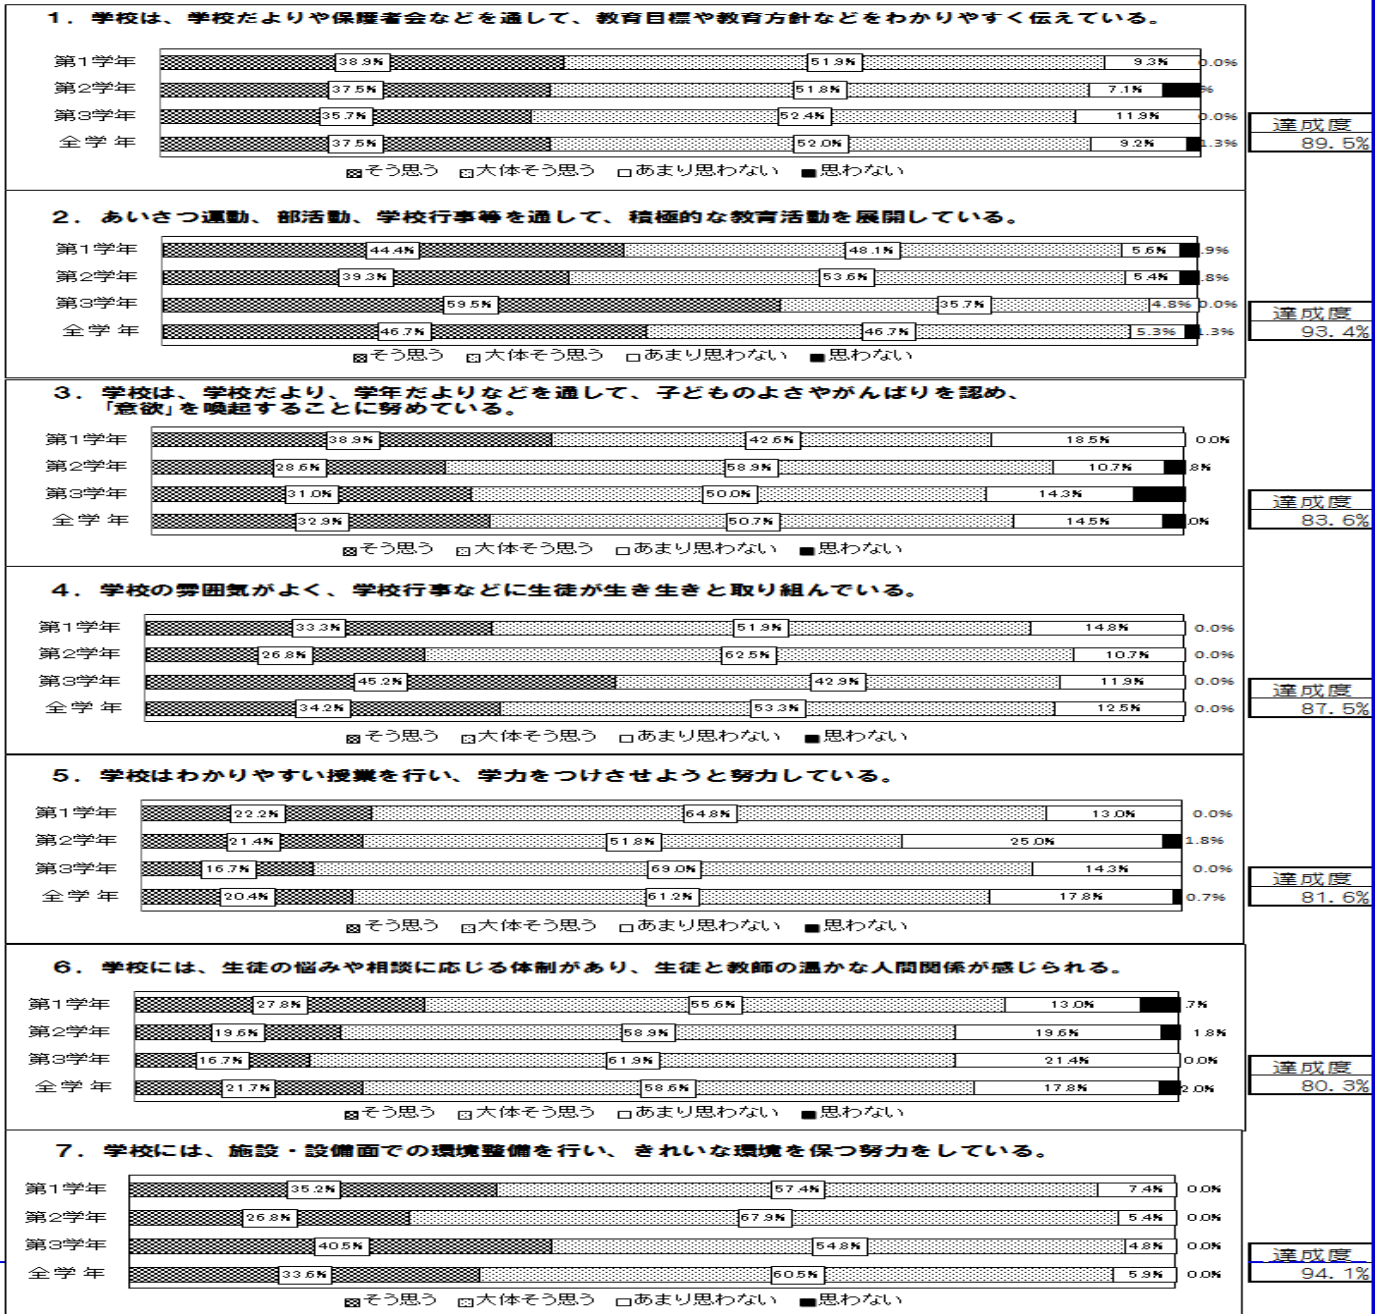 1．学校は、学校だよりや保護者会などを通して、教育目標や教育方針などをわかりやすく伝えている。
第1学年 38.9% 51.9% 9.3% 0.0%
第2学年 37.5% 51.8% 7.1% %
第3学年 35.7% 52.4% 11.9% 0.0%
全学年 37.5% 52.0% 9.2% 1.3%
達成度
89.5%
そう思う 大体そう思う あまり思わない 思わない
2．あいさつ運動、部活動、学校行事等を通して、積極的な教育活動を展開している。
第1学年 44.4% 48.1% 5.6% .9%
第2学年 39.3% 53.6% 5.4% .8%
第3学年 59.5% 35.7% 4.8% 0.0%
全学年 46.7% 46.7% 5.3% 1.3%
達成度
93.4%
そう思う 大体そう思う あまり思わない 思わない
3．学校は、学校だより、学年だよりなどを通して、子どものよさやがんばりを認め、
「意欲」を喚起することに努めている。
第1学年 38.9% 42.6% 18.5% 0.0%
第2学年 28.6% 58.9% 10.7% .8%
第3学年 31.0% 50.0% 14.3%
全学年 32.9% 50.7% 14.5% .0%
達成度
83.6%
そう思う 大体そう思う あまり思わない 思わない
4．学校の雰囲気がよく、学校行事などに生徒が生き生きと取り組んでいる。
第1学年 33.3% 51.9% 14.8% 0.0%
第2学年 26.8% 62.5% 10.7% 0.0%
第3学年 45.2% 42.9% 11.9% 0.0%
全学年 34.2% 53.3% 12.5% 0.0%
達成度
87.5%
そう思う 大体そう思う あまり思わない 思わない
5．学校はわかりやすい授業を行い、学力をつけさせようと努力している。
第1学年 22.2% 64.8% 13.0% 0.0%
第2学年 21.4% 51.8% 25.0% 1.8%
第3学年 16.7% 69.0% 14.3% 0.0%
全学年 20.4% 61.2% 17.8% 0.7%
達成度
81.6%
そう思う 大体そう思う あまり思わない 思わない
6．学校には、生徒の悩みや相談に応じる体制があり、生徒と教師の温かな人間関係が感じられる。
第1学年 27.8% 55.6% 13.0% .7%
第2学年 19.6% 58.9% 19.6% 1.8%
第3学年 16.7% 61.9% 21.4% 0.0%
全学年 21.7% 58.6% 17.8% 2.0%
達成度
80.3%
そう思う 大体そう思う あまり思わない 思わない
7．学校には、施設・設備面での環境整備を行い、きれいな環境を保つ努力をしている。
第1学年 35.2% 57.4% 7.4% 0.0%
第2学年 26.8% 67.9% 5.4% 0.0%
第3学年 40.5% 54.8% 4.8% 0.0%
全学年 33.6% 60.5% 5.9% 0.0%
達成度
94.1%
そう思う 大体そう思う あまり思わない 思わない